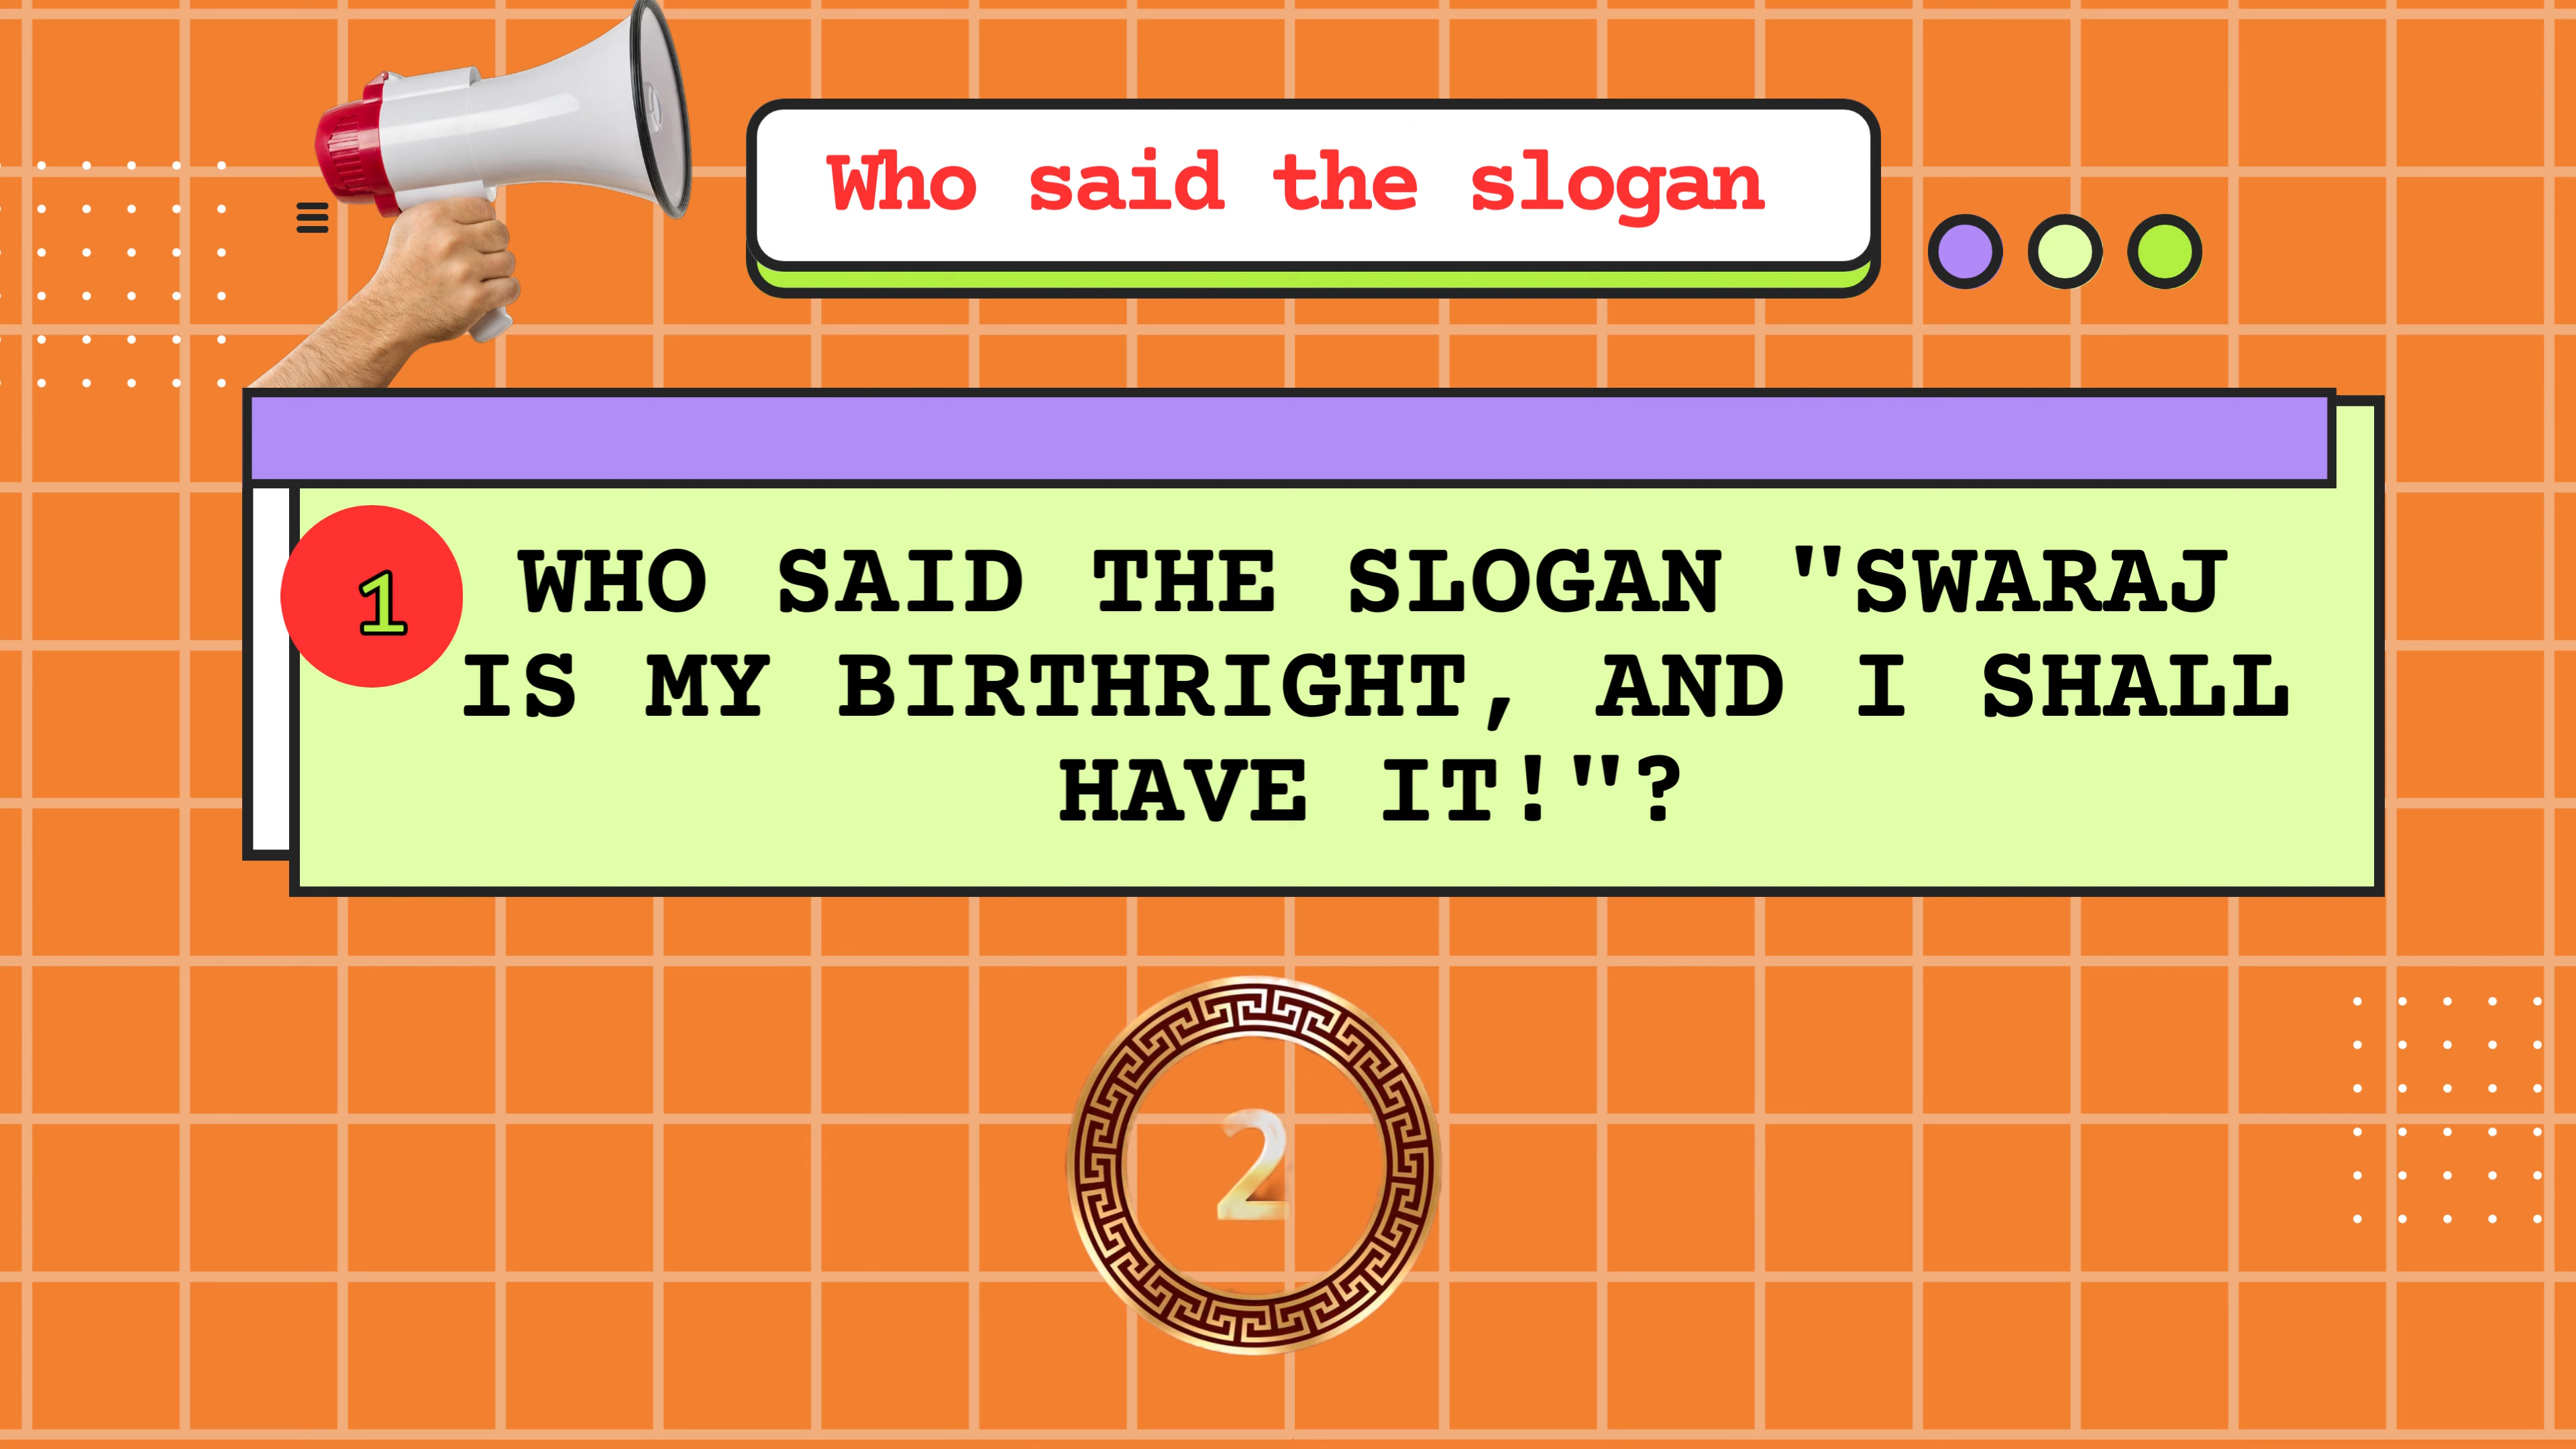 Who said the slogan
1
WHO SAID THE SLOGAN "SWARAJ
IS MY BIRTHRIGHT, AND I SHALL
HAVE IT!"?
2